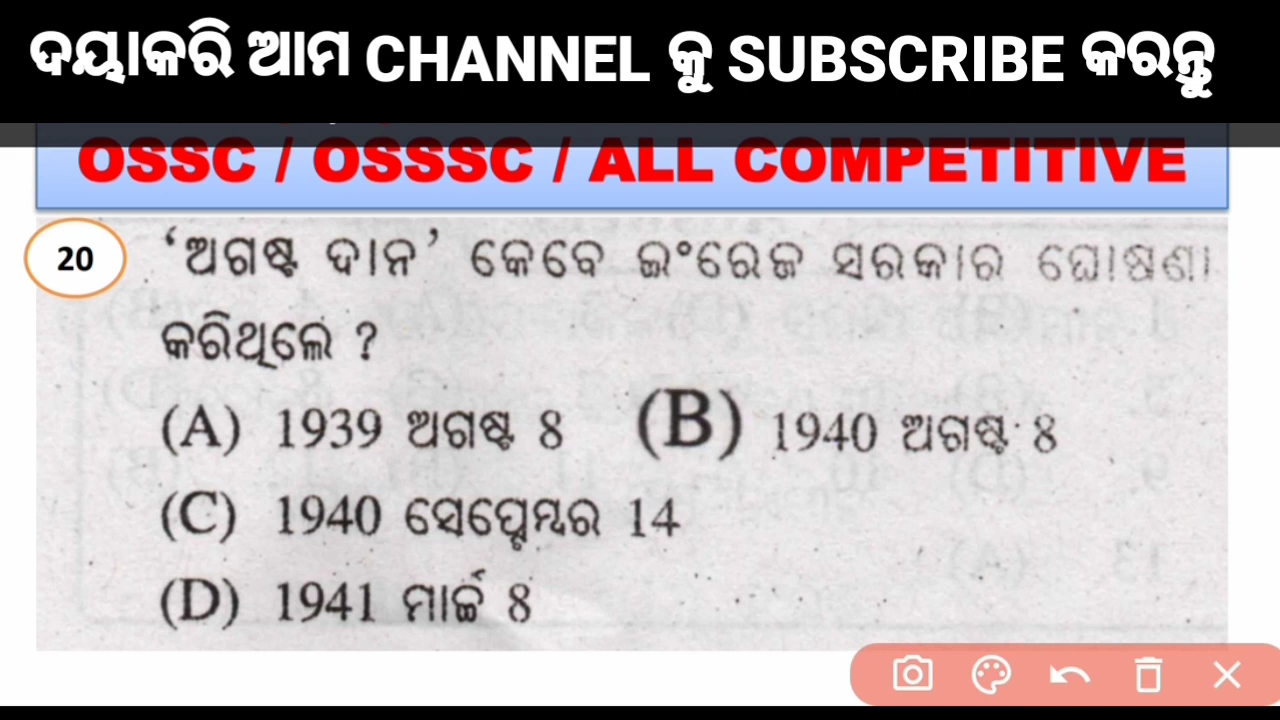 ଦୟାକରି ଆମ CHANNEL କୁ SUBSCRIBE କରନ୍ତୁ
OSSC / OSSSC / ALL COMPETITIVE
20 ‘ଅଗଷ୍ଟ ଦାନ’ କେବେ ଇଂରେଜ ସରକାର ଘୋଷଣା
କରିଥିଲେ ?
(A) 1939 ଅଗଷ୍ଟ 8 (B) 1940 ଅଗଷ୍ଟ 8
(C) 1940 ସେପ୍ଟେମ୍ବର 14
(D) 1941 ମାର୍ଚ୍ଚ 8